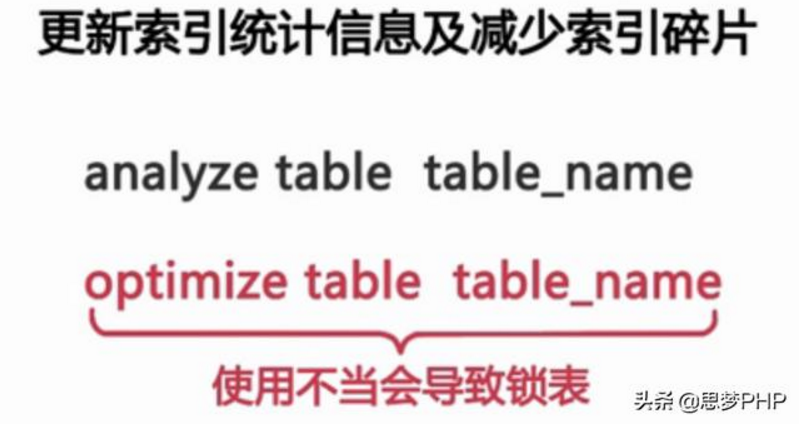 更新索引统计信息及减少索引碎片
analyze table table_name
optimize table table_name
使用不当会导致锁表
头条 @思梦PHP